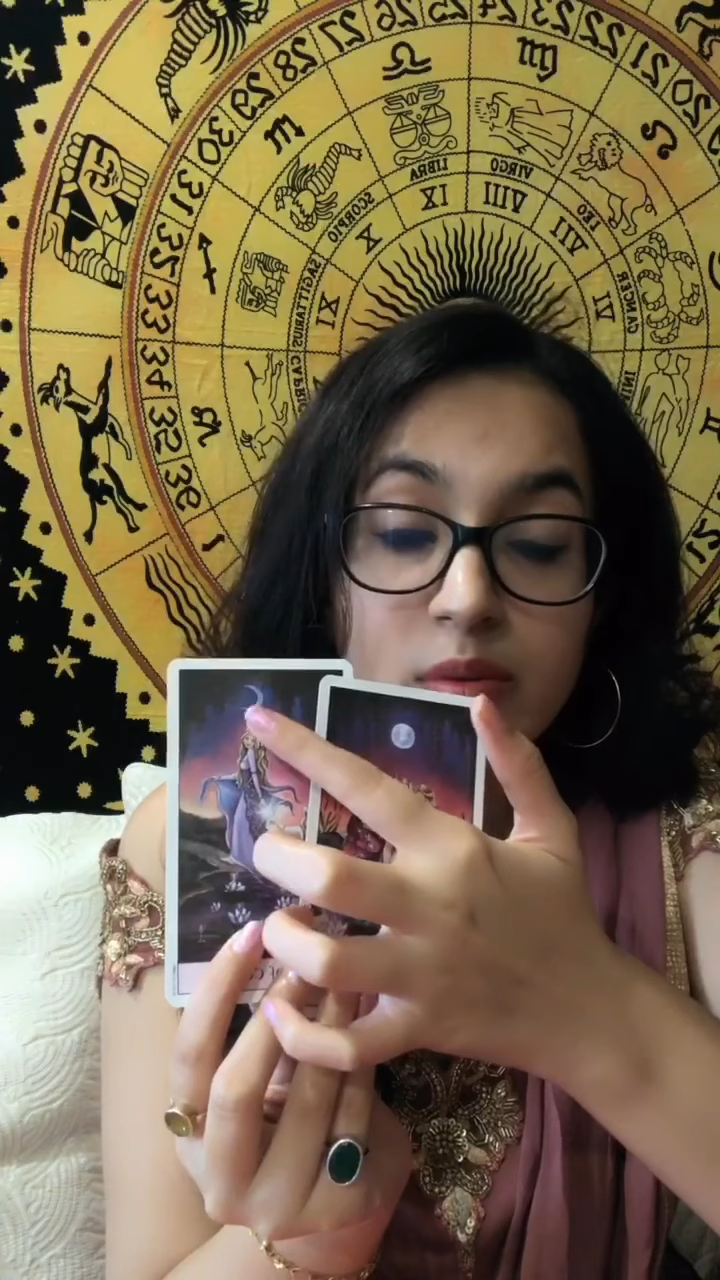 27 26 25 24 23 22 21 20
28
29
30
31
32
33
34
35
36
1
LIBRA
VIRGO
SCORPIO
LEO
SAGITTARIUS
CANCER
IX
VIII
X
VII
XI
VI